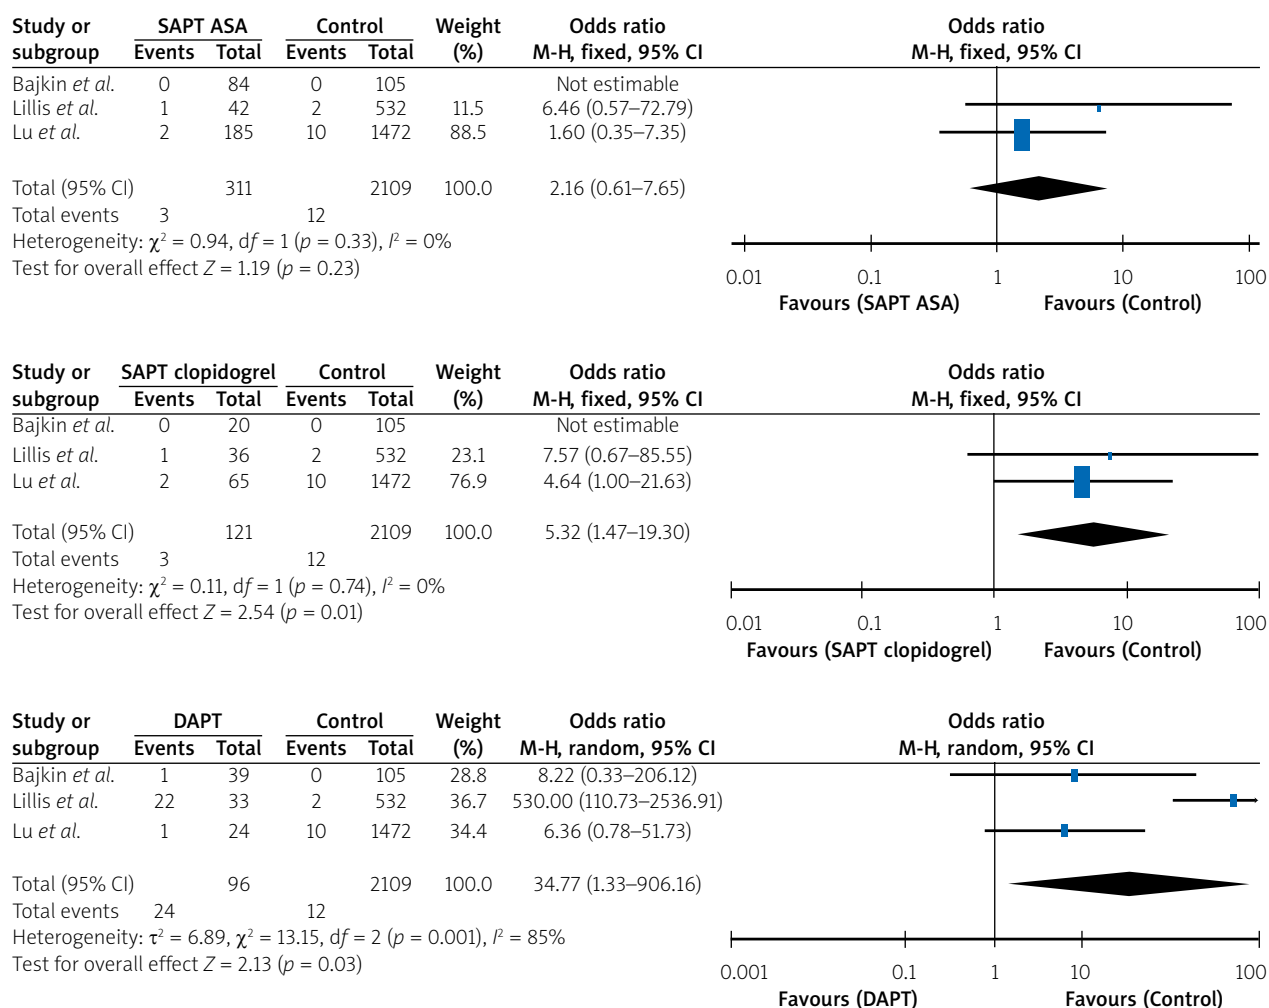 Study or SAPT ASA Control Weight Odds ratio Odds ratio
subgroup Events Total Events Total (%) M-H, fixed, 95% CI M-H, fixed, 95% CI
Bajkin et al. 0 84 0 105 Not estimable
Lillis et al. 1 42 2 532 11.5 6.46 (0.57–72.79)
Lu et al. 2 185 10 1472 88.5 1.60 (0.35–7.35)
Total (95% CI) 311 2109 100.0 2.16 (0.61–7.65)
Total events 3 12
Heterogeneity: χ² = 0.94, df = 1 (p = 0.33), I² = 0%
Test for overall effect Z = 1.19 (p = 0.23)
0.01 0.1 1 10 100
Favours (SAPT ASA) Favours (Control)
Study or SAPT clopidogrel Control Weight Odds ratio Odds ratio
subgroup Events Total Events Total (%) M-H, fixed, 95% CI M-H, fixed, 95% CI
Bajkin et al. 0 20 0 105 Not estimable
Lillis et al. 1 36 2 532 23.1 7.57 (0.67–85.55)
Lu et al. 2 65 10 1472 76.9 4.64 (1.00–21.63)
Total (95% CI) 121 2109 100.0 5.32 (1.47–19.30)
Total events 3 12
Heterogeneity: χ² = 0.11, df = 1 (p = 0.74), I² = 0%
Test for overall effect Z = 2.54 (p = 0.01)
0.01 0.1 1 10 100
Favours (SAPT clopidogrel) Favours (Control)
Study or DAPT Control Weight Odds ratio Odds ratio
subgroup Events Total Events Total (%) M-H, random, 95% CI M-H, random, 95% CI
Bajkin et al. 1 39 0 105 28.8 8.22 (0.33–206.12)
Lillis et al. 22 33 2 532 36.7 530.00 (110.73–2536.91)
Lu et al. 1 24 10 1472 34.4 6.36 (0.78–51.73)
Total (95% CI) 96 2109 100.0 34.77 (1.33–906.16)
Total events 24 12
Heterogeneity: τ² = 6.89, χ² = 13.15, df = 2 (p = 0.001), I² = 85%
Test for overall effect Z = 2.13 (p = 0.03)
0.001 0.1 1 10 100
Favours (DAPT) Favours (Control)